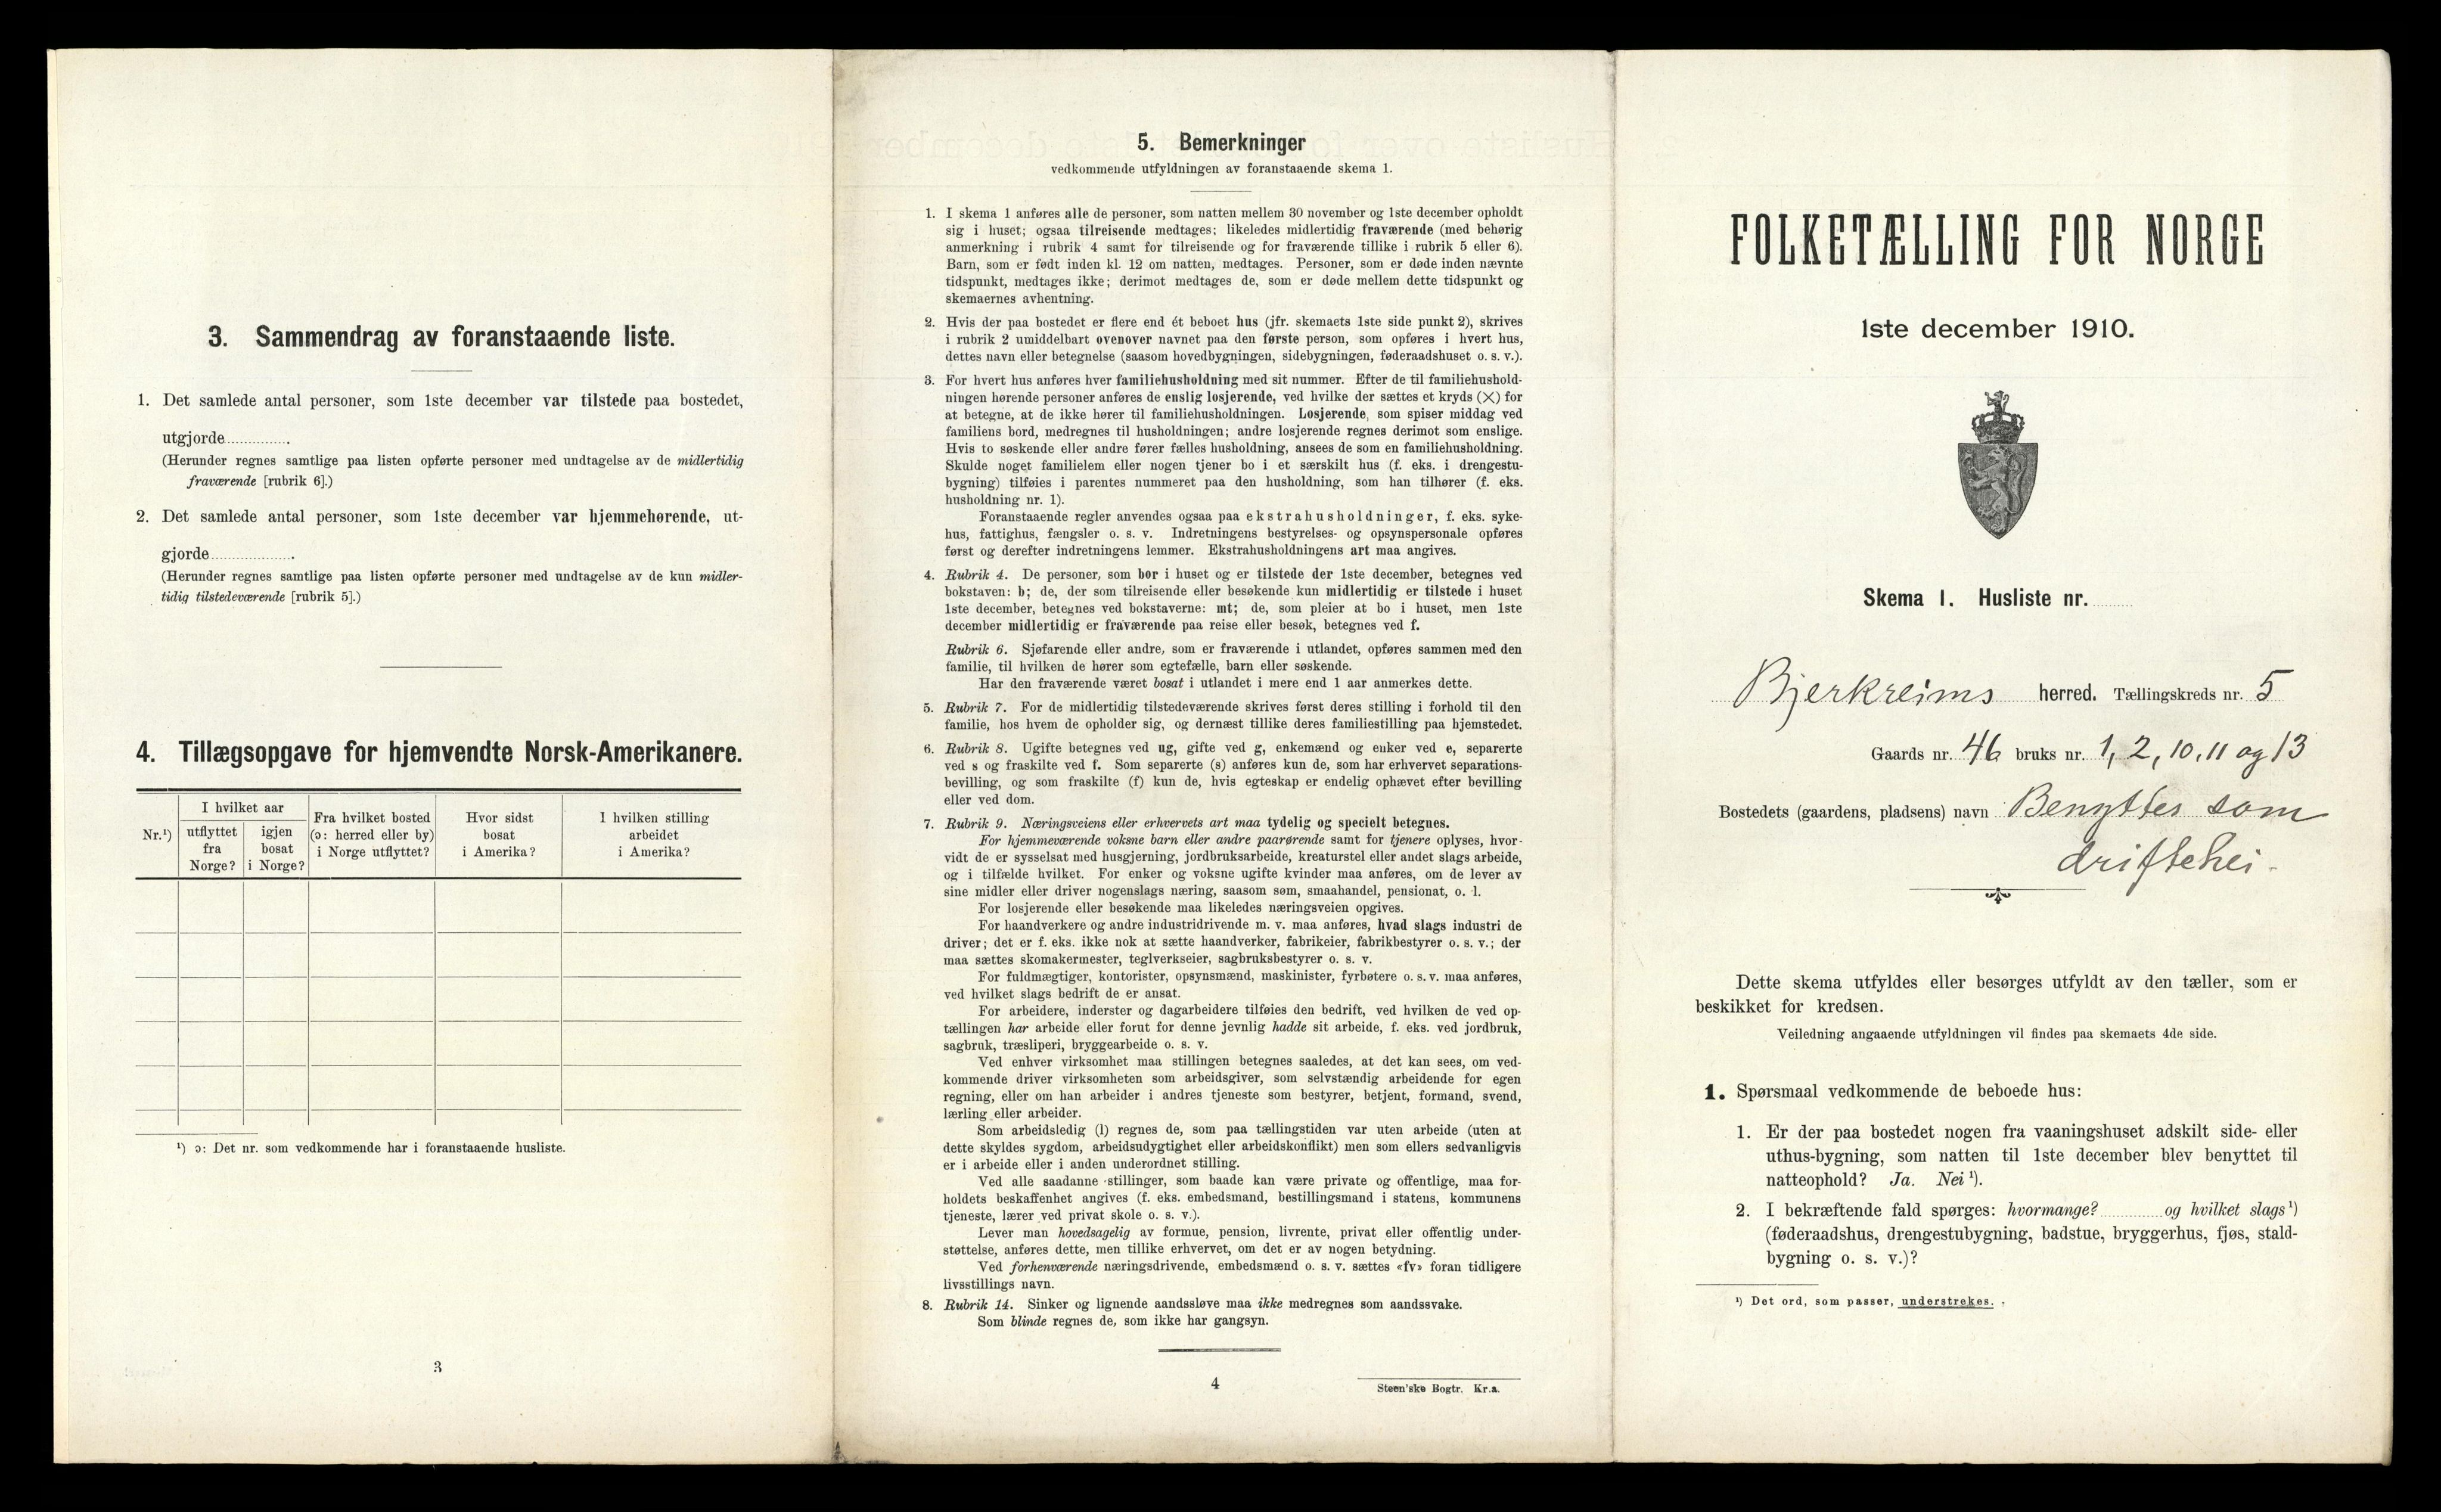 3. Sammendrag av foranstaaende liste.
1. Det samlede antal personer, som 1ste december var tilstede paa bostedet,
utgjorde..............
(Herunder regnes samtlige paa listen opførte personer med undtagelse av de midlertidig
fraværende [rubrik 6].)
2. Det samlede antal personer, som 1ste december var hjemmehørende, ut-
gjorde...................
(Herunder regnes samtlige paa listen opførte personer med undtagelse av de kun midler-
tidig tilstedeværende [rubrik 5].)
4. Tillægsopgave for hjemvendte Norsk-Amerikanere.
Nr.¹)
I hvilket aar
utflyttet
fra
Norge?
igjen
bosat
i Norge?
Fra hvilket bosted
(ɔ: herred eller by)
i Norge utflyttet?
Hvor sidst
bosat
i Amerika?
I hvilken stilling
arbeidet
i Amerika?
¹) ɔ: Det nr. som vedkommende har i foranstaaende husliste.
3
5. Bemerkninger
vedkommende utfyldningen av foranstaaende skema 1.
1. I skema 1 anføres alle de personer, som natten mellem 30 november og 1ste december opholdt
sig i huset; ogsaa tilreisende medtages; likeledes midlertidig fraværende (med behørig
anmerkning i rubrik 4 samt for tilreisende og for fraværende tillike i rubrik 5 eller 6).
Barn, som er født inden kl. 12 om natten, medtages. Personer, som er døde inden nævnte
tidspunkt, medtages ikke; derimot medtages de, som er døde mellem dette tidspunkt og
skemaernes avhentning.
2. Hvis der paa bostedet er flere end ét beboet hus (jfr. skemaets 1ste side punkt 2), skrives
i rubrik 2 umiddelbart ovenover navnet paa den første person, som opføres i hvert hus,
dettes navn eller betegnelse (saasom hovedbygningen, sidebygningen, føderaadshuset o. s. v.).
3. For hvert hus anføres hver familiehusholdning med sit nummer. Efter de til familiehushold-
ningen hørende personer anføres de enslig losjerende, ved hvilke der sættes et kryds (×) for
at betegne, at de ikke hører til familiehusholdningen. Losjerende, som spiser middag ved
familiens bord, medregnes til husholdningen; andre losjerende regnes derimot som enslige.
Hvis to søskende eller andre fører fælles husholdning, ansees de som en familiehusholdning.
Skulde noget familielem eller nogen tjener bo i et særskilt hus (f. eks. i drengestu-
bygning) tilføies i parentes nummeret paa den husholdning, som han tilhører (f. eks.
husholdning nr. 1).
Foranstaaende regler anvendes ogsaa paa ekstrahusholdninger, f. eks. syke-
hus, fattighus, fængsler o. s. v. Indretningens bestyrelses- og opsynspersonale opføres
først og derefter indretningens lemmer. Ekstrahusholdningens art maa angives.
4. Rubrik 4. De personer, som bor i huset og er tilstede der 1ste december, betegnes ved
bokstaven: b; de, der som tilreisende eller besøkende kun midlertidig er tilstede i huset
1ste december, betegnes ved bokstaverne: mt; de, som pleier at bo i huset, men 1ste
december midlertidig er fraværende paa reise eller besøk, betegnes ved f.
Rubrik 6. Sjøfarende eller andre, som er fraværende i utlandet, opføres sammen med den
familie, til hvilken de hører som egtefælle, barn eller søskende.
Har den fraværende været bosat i utlandet i mere end 1 aar anmerkes dette.
5. Rubrik 7. For de midlertidig tilstedeværende skrives først deres stilling i forhold til den
familie, hos hvem de opholder sig, og dernæst tillike deres familiestilling paa hjemstedet.
6. Rubrik 8. Ugifte betegnes ved ug, gifte ved g, enkemænd og enker ved e, separerte
ved s og fraskilte ved f. Som separerte (s) anføres kun de, som har erhvervet separations-
bevilling, og som fraskilte (f) kun de, hvis egteskap er endelig ophævet efter bevilling
eller ved dom.
7. Rubrik 9. Næringsveiens eller erhvervets art maa tydelig og specielt betegnes.
For hjemmeværende voksne barn eller andre paarørende samt for tjenere oplyses, hvor-
vidt de er sysselsat med husgjerning, jordbruksarbeide, kreaturstel eller andet slags arbeide,
og i tilfælde hvilket. For enker og voksne ugifte kvinder maa anføres, om de lever av
sine midler eller driver nogenslags næring, saasom søm, smaahandel, pensionat, o. l.
For losjerende eller besøkende maa likeledes næringsveien opgives.
For haandverkere og andre industridrivende m. v. maa anføres, hvad slags industri de
driver; det er f. eks. ikke nok at sætte haandverker, fabrikeier, fabrikbestyrer o. s. v.; der
maa sættes skomakermester, teglverkseier, sagbruksbestyrer o. s. v.
For fuldmægtiger, kontorister, opsynsmænd, maskinister, fyrbøtere o. s. v. maa anføres,
ved hvilket slags bedrift de er ansat.
For arbeidere, inderster og dagarbeidere tilføies den bedrift, ved hvilken de ved op-
tællingen har arbeide eller forut for denne jevnlig hadde sit arbeide, f. eks. ved jordbruk,
sagbruk, træsliperi, bryggearbeide o. s. v.
Ved enhver virksomhet maa stillingen betegnes saaledes, at det kan sees, om ved-
kommende driver virksomheten som arbeidsgiver, som selvstændig arbeidende for egen
regning, eller om han arbeider i andres tjeneste som bestyrer, betjent, formand, svend,
lærling eller arbeider.
Som arbeidsledig (l) regnes de, som paa tællingstiden var uten arbeide (uten at
dette skyldes sygdom, arbeidsudygtighet eller arbeidskonflikt) men som ellers sedvanligvis
er i arbeide eller i anden underordnet stilling.
Ved alle saadanne stillinger, som baade kan være private og offentlige, maa for-
holdets beskaffenhet angives (f. eks. embedsmand, bestillingsmand i statens, kommunens
tjeneste, lærer ved privat skole o. s. v.).
Lever man hovedsagelig av formue, pension, livrente, privat eller offentlig under-
støttelse, anføres dette, men tillike erhvervet, om det er av nogen betydning.
Ved forhenværende næringsdrivende, embedsmænd o. s. v. sættes «fv» foran tidligere
livsstillings navn.
8. Rubrik 14. Sinker og lignende aandssløve maa ikke medregnes som aandssvake.
Som blinde regnes de, som ikke har gangsyn.
4
Steen'ske Bogtr. Kr.a.
FOLKETÆLLING FOR NORGE
1ste december 1910.
Skema 1. Husliste nr.........
Bjerkreims herred. Tællingskreds nr. 5
Gaards nr. 46 bruks nr. 1, 2, 10, 11 og 13
Bostedets (gaardens, pladsens) navn Benyttes som
driftehei.
Dette skema utfyldes eller besørges utfyldt av den tæller, som er
beskikket for kredsen.
Veiledning angaaende utfyldningen vil findes paa skemaets 4de side.
1. Spørsmaal vedkommende de beboede hus:
1. Er der paa bostedet nogen fra vaaningshuset adskilt side- eller
uthus-bygning, som natten til 1ste december blev benyttet til
natteophold? Ja. Nei ¹).
2. I bekræftende fald spørges: hvormange?............og hvilket slags ¹)
(føderaadshus, drengestubygning, badstue, bryggerhus, fjøs, stald-
bygning o. s. v.)?
¹) Det ord, som passer, understrekes.